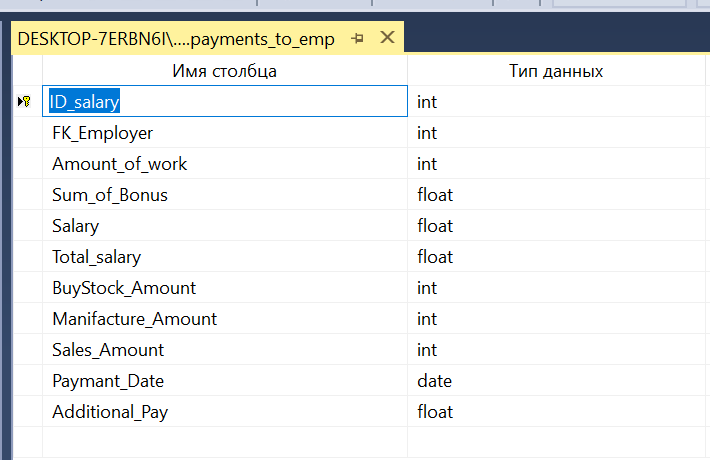 DESKTOP-7ERBN6I\....payments_to_emp
Имя столбца Тип данных
ID_salary int
FK_Employer int
Amount_of_work int
Sum_of_Bonus float
Salary float
Total_salary float
BuyStock_Amount int
Manifacture_Amount int
Sales_Amount int
Paymant_Date date
Additional_Pay float